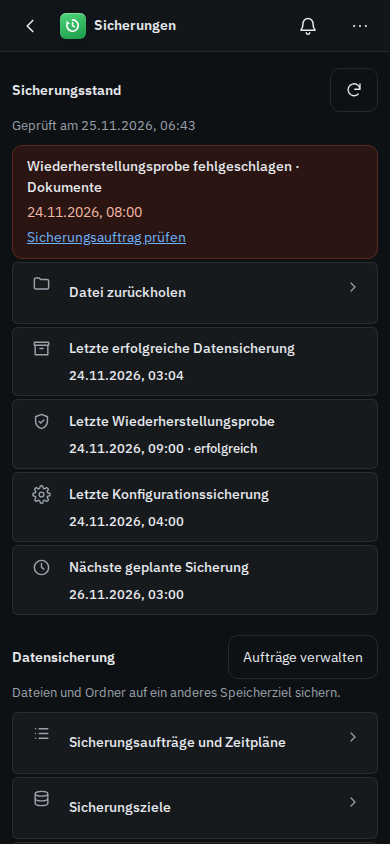 Sicherungen
Sicherungsstand
Geprüft am 25.11.2026, 06:43
Wiederherstellungsprobe fehlgeschlagen ·
Dokumente
24.11.2026, 08:00
Sicherungsauftrag prüfen
Datei zurückholen
Letzte erfolgreiche Datensicherung
24.11.2026, 03:04
Letzte Wiederherstellungsprobe
24.11.2026, 09:00 · erfolgreich
Letzte Konfigurationssicherung
24.11.2026, 04:00
Nächste geplante Sicherung
26.11.2026, 03:00
Datensicherung
Aufträge verwalten
Dateien und Ordner auf ein anderes Speicherziel sichern.
Sicherungsaufträge und Zeitpläne
Sicherungsziele